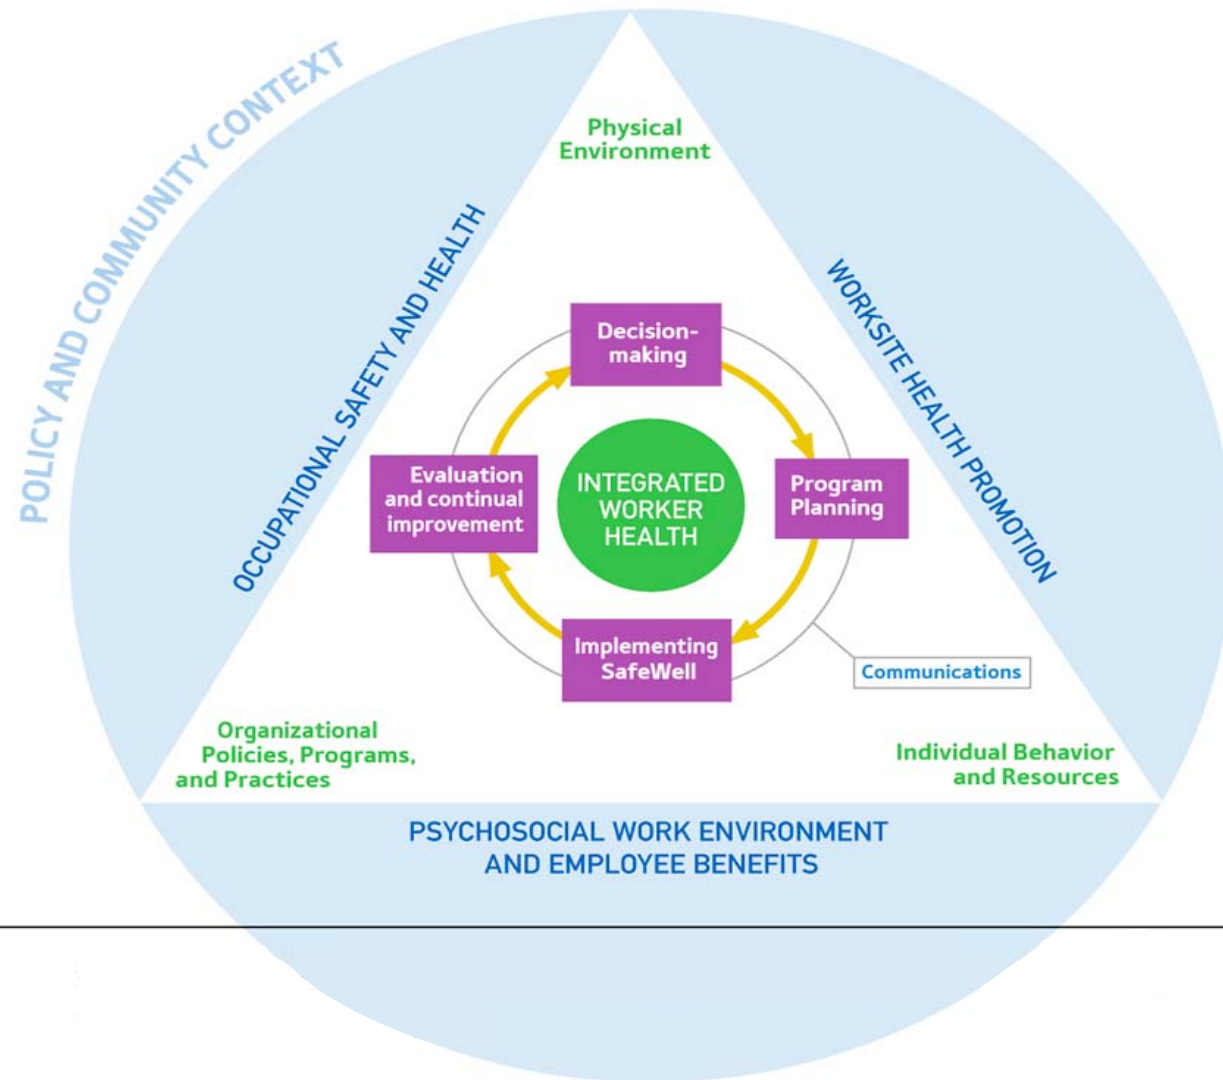 POLICY AND COMMUNITY CONTEXT
Physical
Environment
OCCUPATIONAL SAFETY AND HEALTH
WORKSITE HEALTH PROMOTION
Decision-
making
Evaluation
and continual
improvement
INTEGRATED
WORKER
HEALTH
Program
Planning
Implementing
SafeWell
Communications
Organizational
Policies, Programs,
and Practices
Individual Behavior
and Resources
PSYCHOSOCIAL WORK ENVIRONMENT
AND EMPLOYEE BENEFITS